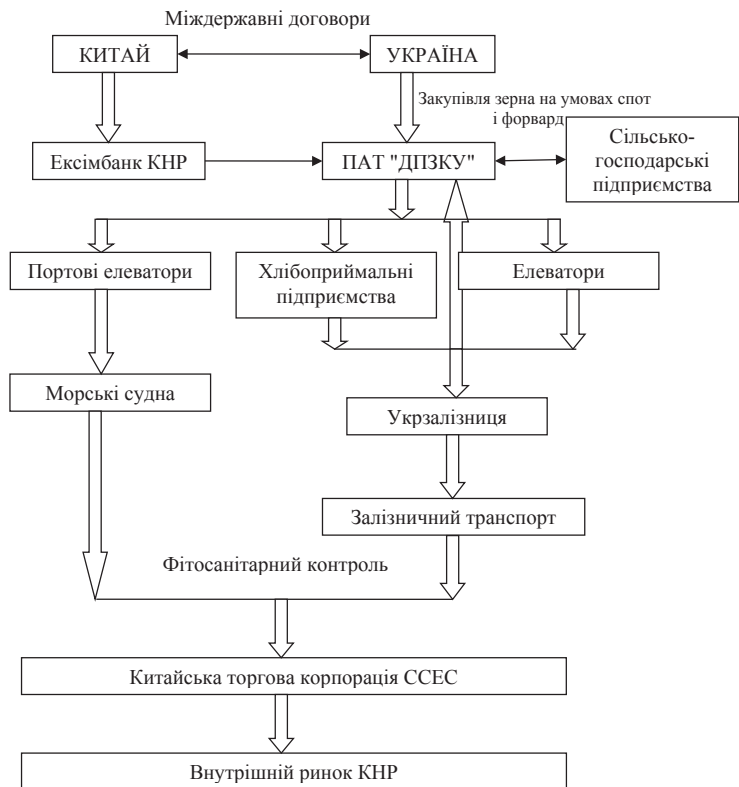 Міждержавні договори
КИТАЙ
УКРАЇНА
Закупівля зерна на умовах спот
і форвард
Ексімбанк КНР
ПАТ "ДПЗКУ"
Сільсько-
господарські
підприємства
Портові елеватори
Хлібоприймальні
підприємства
Елеватори
Морські судна
Укрзалізниця
Залізничний транспорт
Фітосанітарний контроль
Китайська торгова корпорація ССЕС
Внутрішній ринок КНР